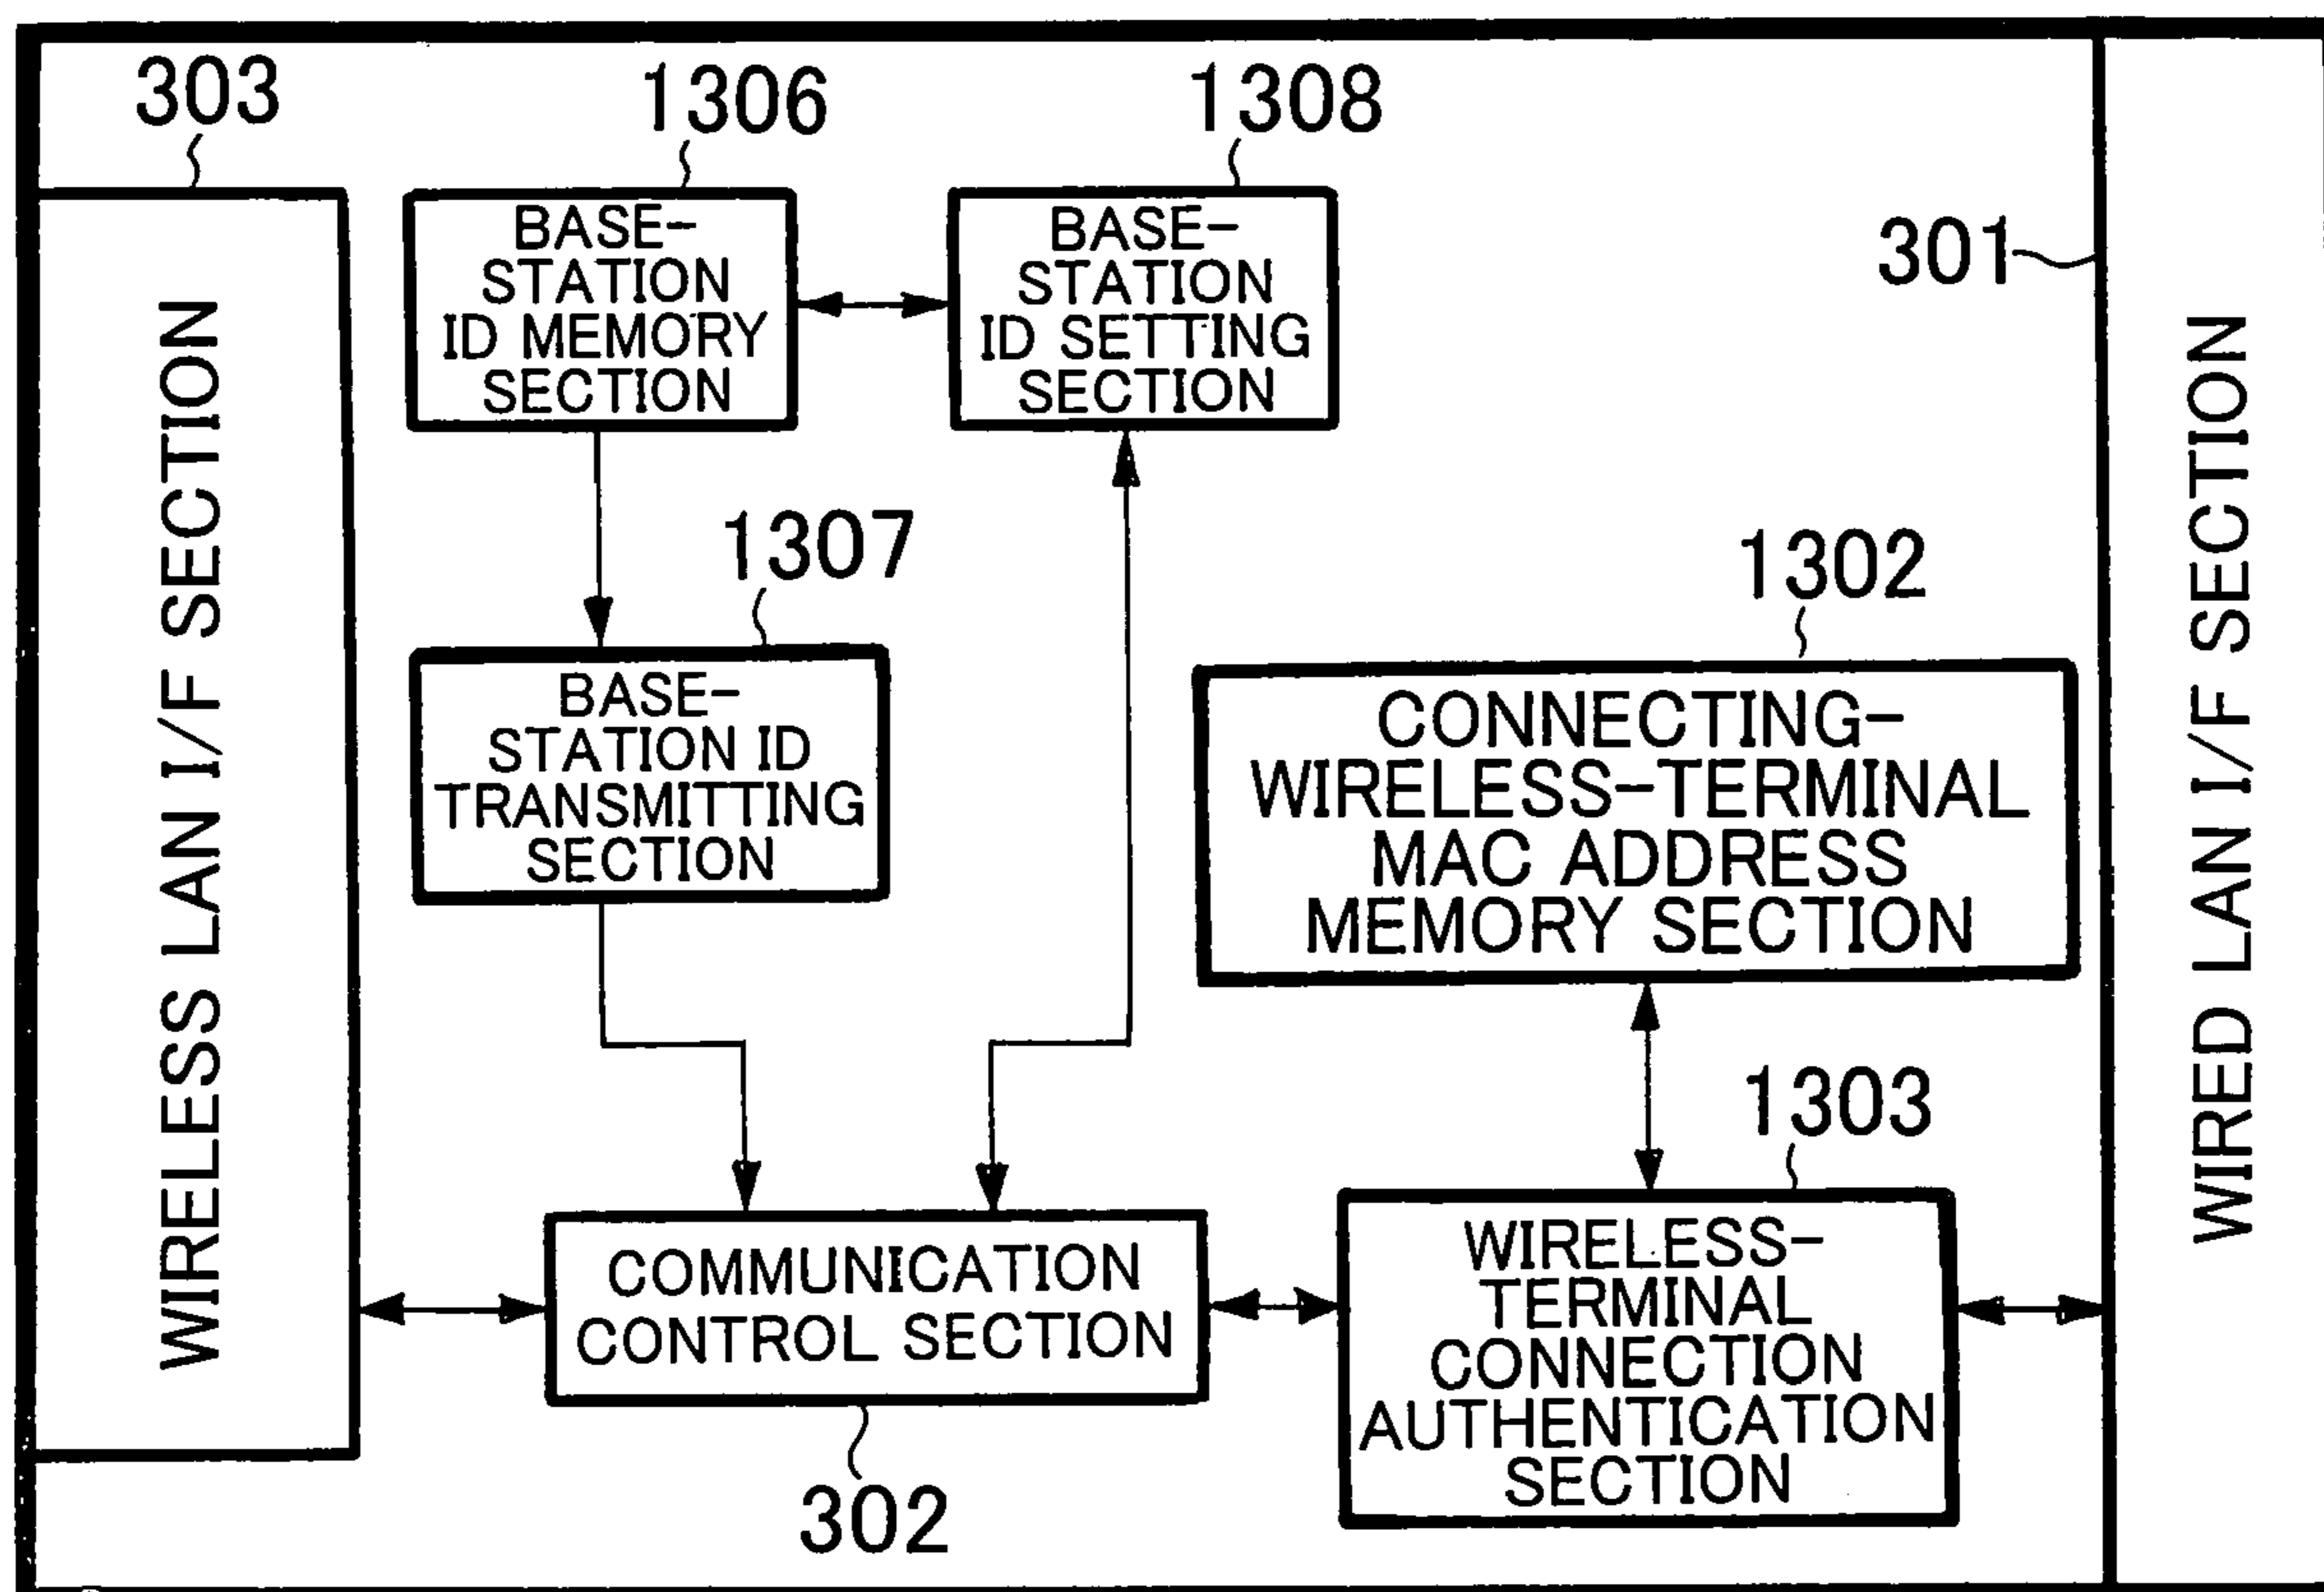 303
1306
1308
301
BASE-
STATION
ID MEMORY
SECTION
BASE-
STATION
ID SETTING
SECTION
WIRELESS LAN I/F SECTION
WIRED LAN I/F SECTION
1307
BASE-
STATION ID
TRANSMITTING
SECTION
1302
CONNECTING-
WIRELESS-TERMINAL
MAC ADDRESS
MEMORY SECTION
1303
COMMUNICATION
CONTROL SECTION
302
WIRELESS-
TERMINAL
CONNECTION
AUTHENTICATION
SECTION